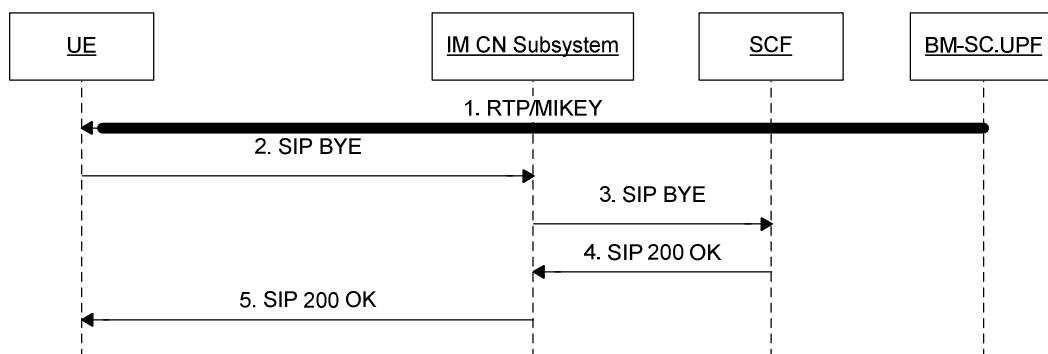 UE
IM CN Subsystem
SCF
BM-SC.UPF
1. RTP/MIKEY
2. SIP BYE
3. SIP BYE
4. SIP 200 OK
5. SIP 200 OK